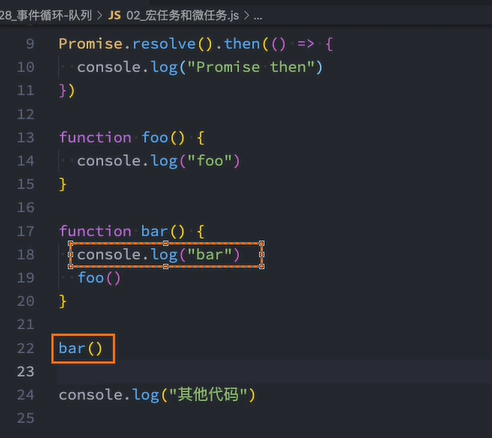 28_事件循环-队列 > JS 02_宏任务和微任务.js > ...
9 Promise.resolve().then(() => {
10 console.log("Promise then")
11 })
12
13 function foo() {
14 console.log("foo")
15 }
16
17 function bar() {
18 console.log("bar")
19 foo()
20 }
21
22 bar()
23
24 console.log("其他代码")
25